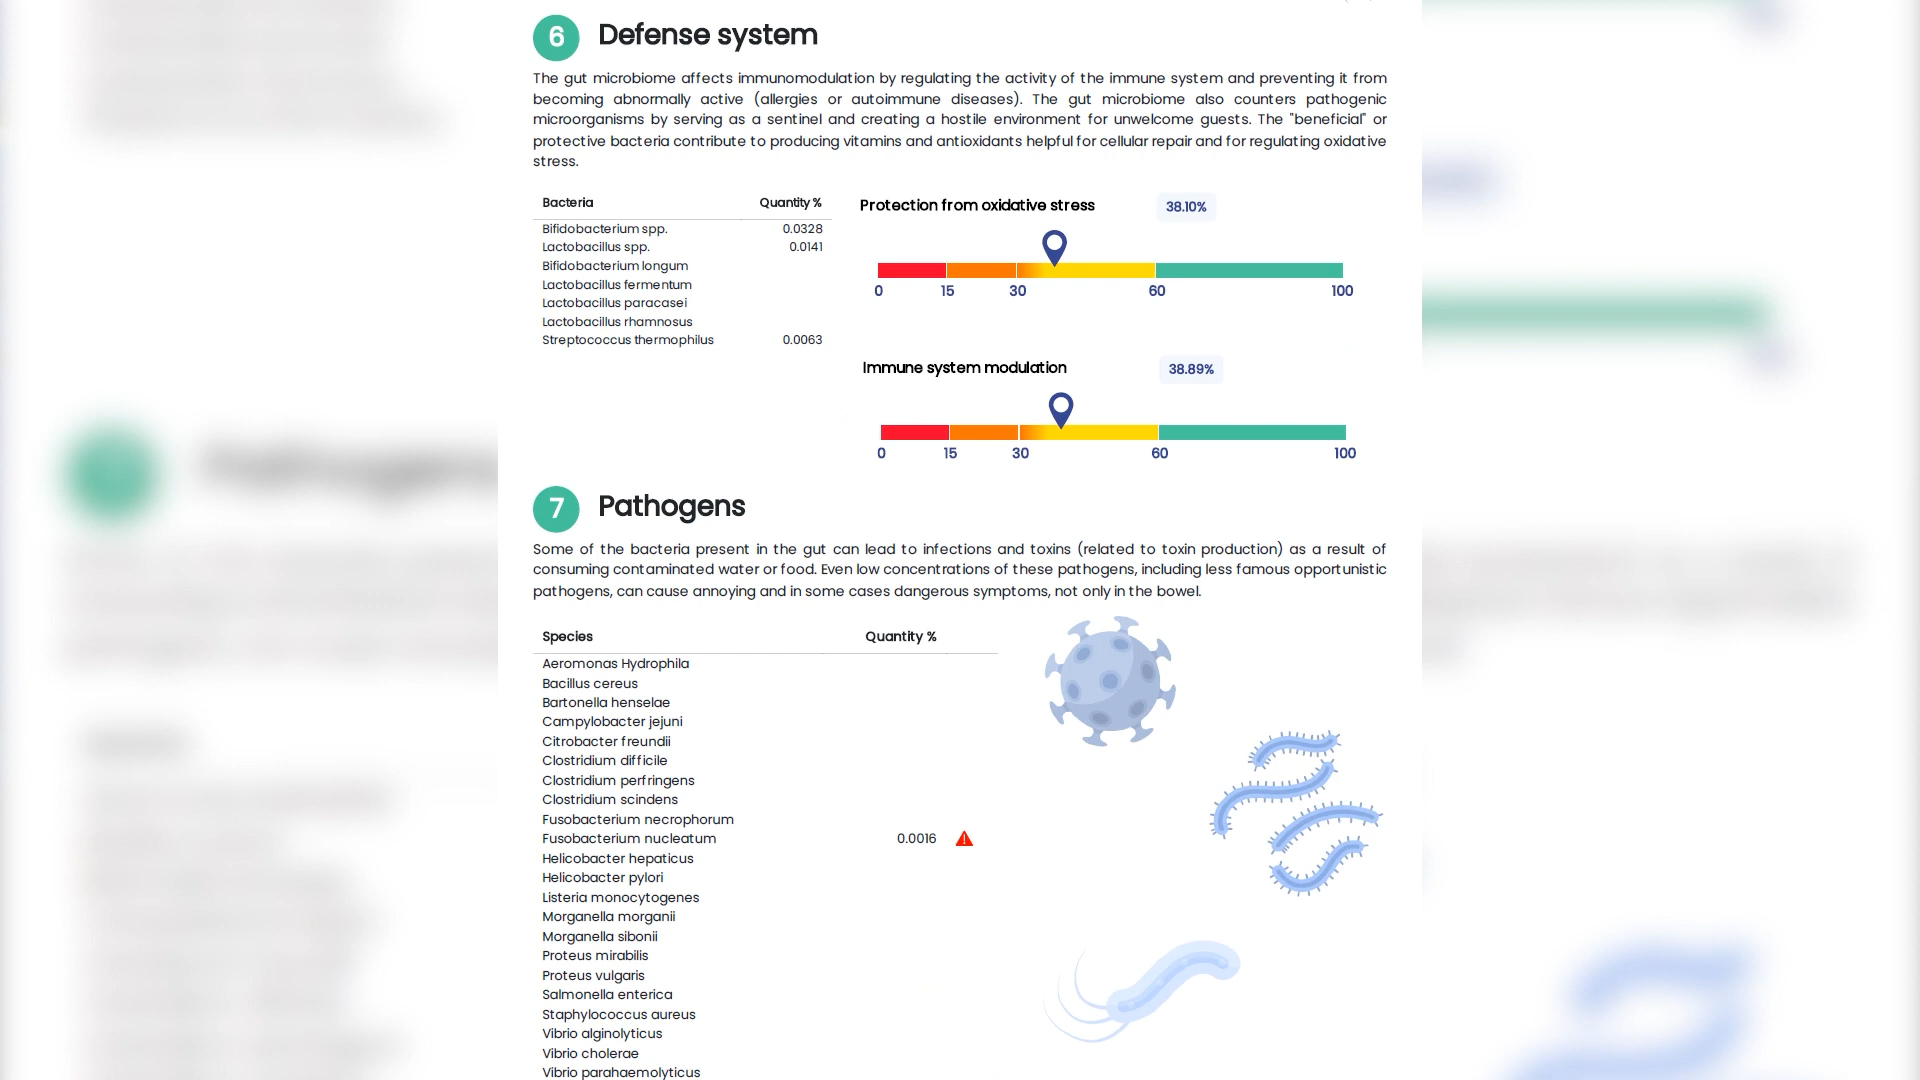 6 Defense system
The gut microbiome affects immunomodulation by regulating the activity of the immune system and preventing it from
becoming abnormally active (allergies or autoimmune diseases). The gut microbiome also counters pathogenic
microorganisms by serving as a sentinel and creating a hostile environment for unwelcome guests. The "beneficial" or
protective bacteria contribute to producing vitamins and antioxidants helpful for cellular repair and for regulating oxidative
stress.
Bacteria Quantity %
Bifidobacterium spp. 0.0328
Lactobacillus spp. 0.0141
Bifidobacterium longum
Lactobacillus fermentum
Lactobacillus paracasei
Lactobacillus rhamnosus
Streptococcus thermophilus 0.0063
Protection from oxidative stress 38.10%
0 15 30 60 100
Immune system modulation 38.89%
0 15 30 60 100
7 Pathogens
Some of the bacteria present in the gut can lead to infections and toxins (related to toxin production) as a result of
consuming contaminated water or food. Even low concentrations of these pathogens, including less famous opportunistic
pathogens, can cause annoying and in some cases dangerous symptoms, not only in the bowel.
Species Quantity %
Aeromonas Hydrophila
Bacillus cereus
Bartonella henselae
Campylobacter jejuni
Citrobacter freundii
Clostridium difficile
Clostridium perfringens
Clostridium scindens
Fusobacterium necrophorum
Fusobacterium nucleatum 0.0016
Helicobacter hepaticus
Helicobacter pylori
Listeria monocytogenes
Morganella morganii
Morganella sibonii
Proteus mirabilis
Proteus vulgaris
Salmonella enterica
Staphylococcus aureus
Vibrio alginolyticus
Vibrio cholerae
Vibrio parahaemolyticus